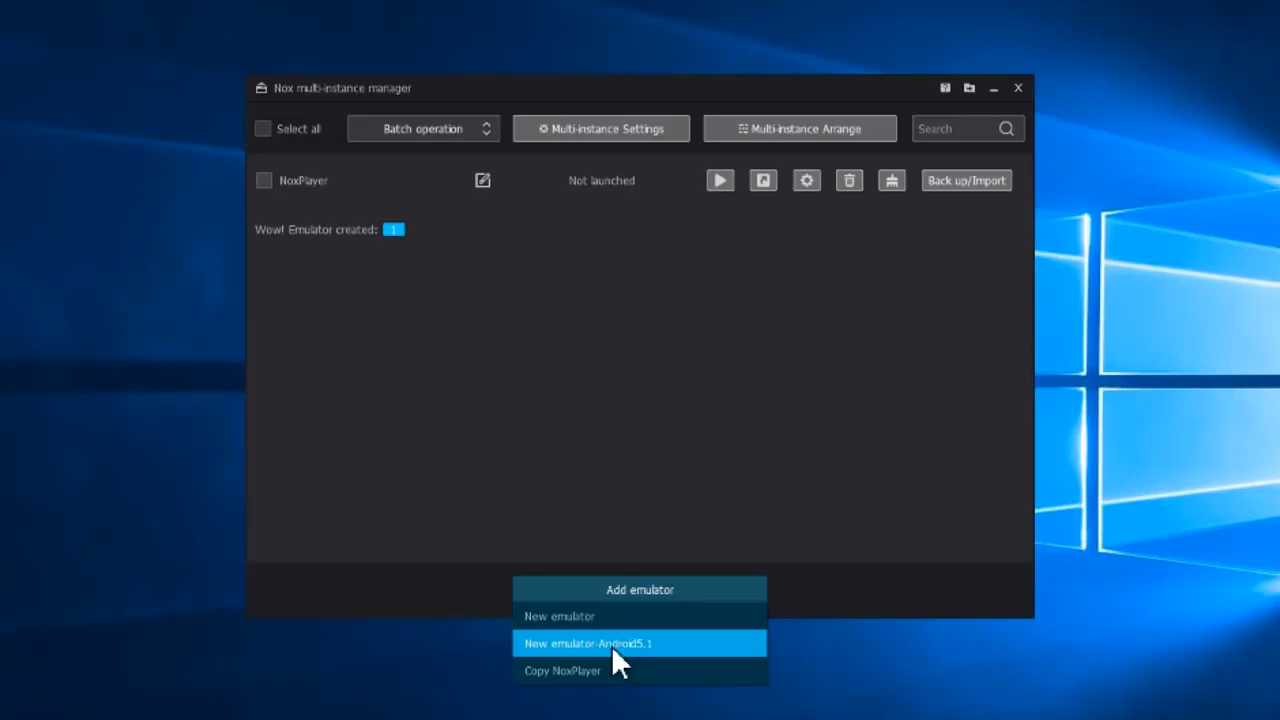 Nox multi-instance manager
Select all
Batch operation
Multi-instance Settings
Multi-instance Arrange
Search
NoxPlayer
Not launched
Back up/Import
Wow! Emulator created: 1
Add emulator
New emulator
New emulator-Android5.1
Copy NoxPlayer